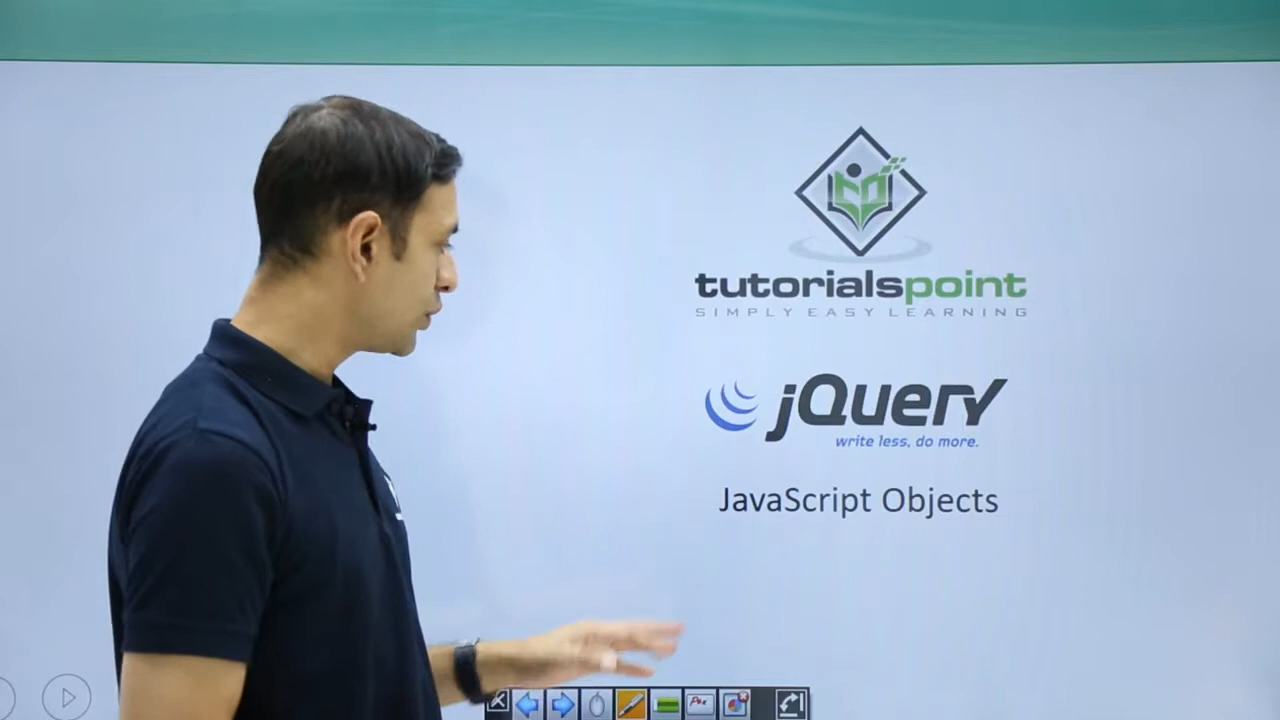 tutorialspoint
SIMPLY EASY LEARNING
jQuery
write less, do more.
JavaScript Objects